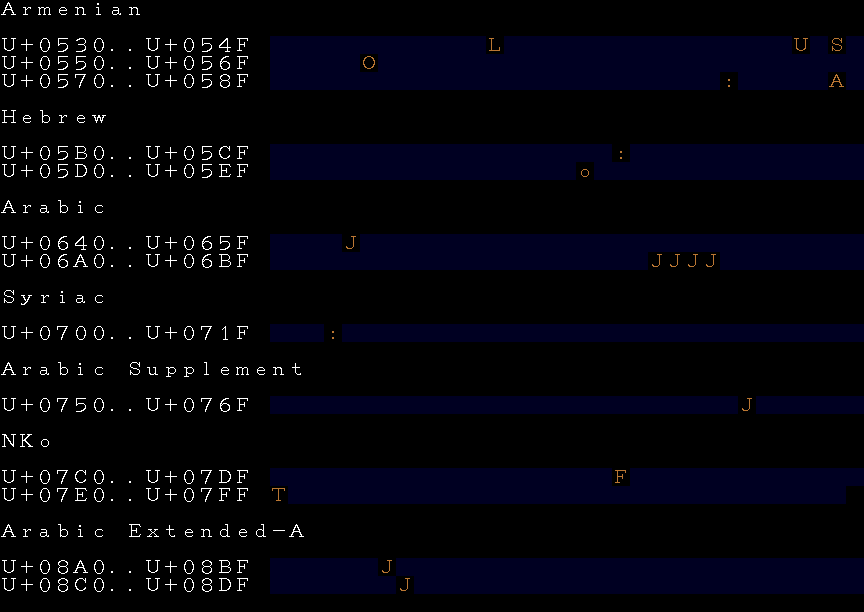 Armenian
U+0530..U+054F L U S
U+0550..U+056F O
U+0570..U+058F : A
Hebrew
U+05B0..U+05CF :
U+05D0..U+05EF o
Arabic
U+0640..U+065F J
U+06A0..U+06BF JJJJ
Syriac
U+0700..U+071F :
Arabic Supplement
U+0750..U+076F J
NKo
U+07C0..U+07DF F
U+07E0..U+07FF T
Arabic Extended-A
U+08A0..U+08BF J
U+08C0..U+08DF J